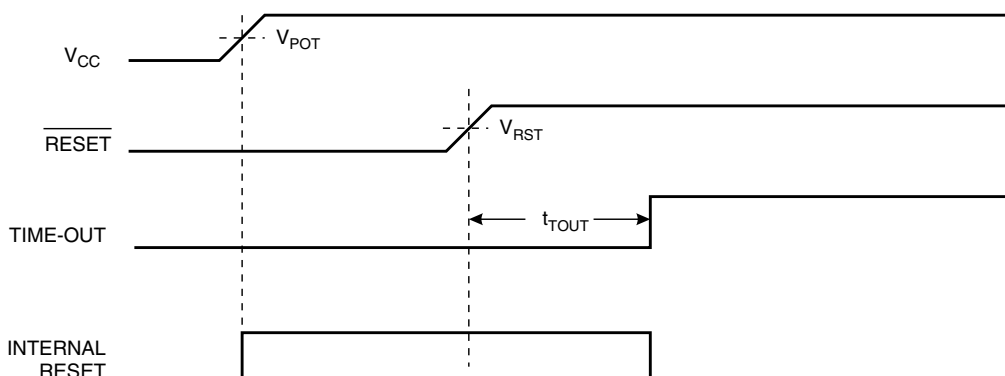 V_CC
V_POT
RESET
V_RST
TIME-OUT
t_TOUT
INTERNAL
RESET